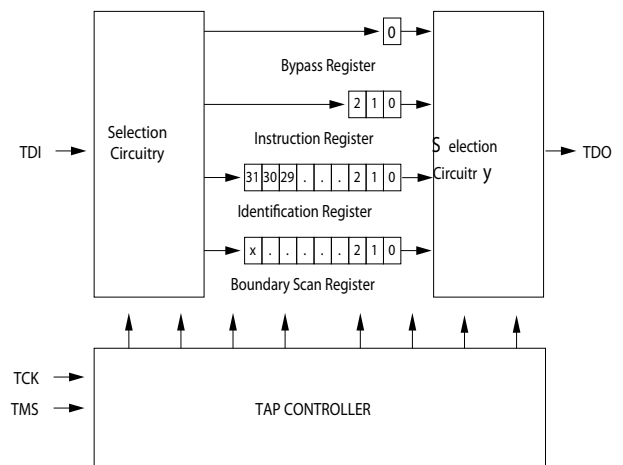 0
Bypass Register
2 1 0
Selection
Circuitry
Instruction Register
S election
Circuitr y
TDI
TDO
31 30 29 . . . 2 1 0
Identification Register
x . . . . . 2 1 0
Boundary Scan Register
TCK
TMS
TAP CONTROLLER